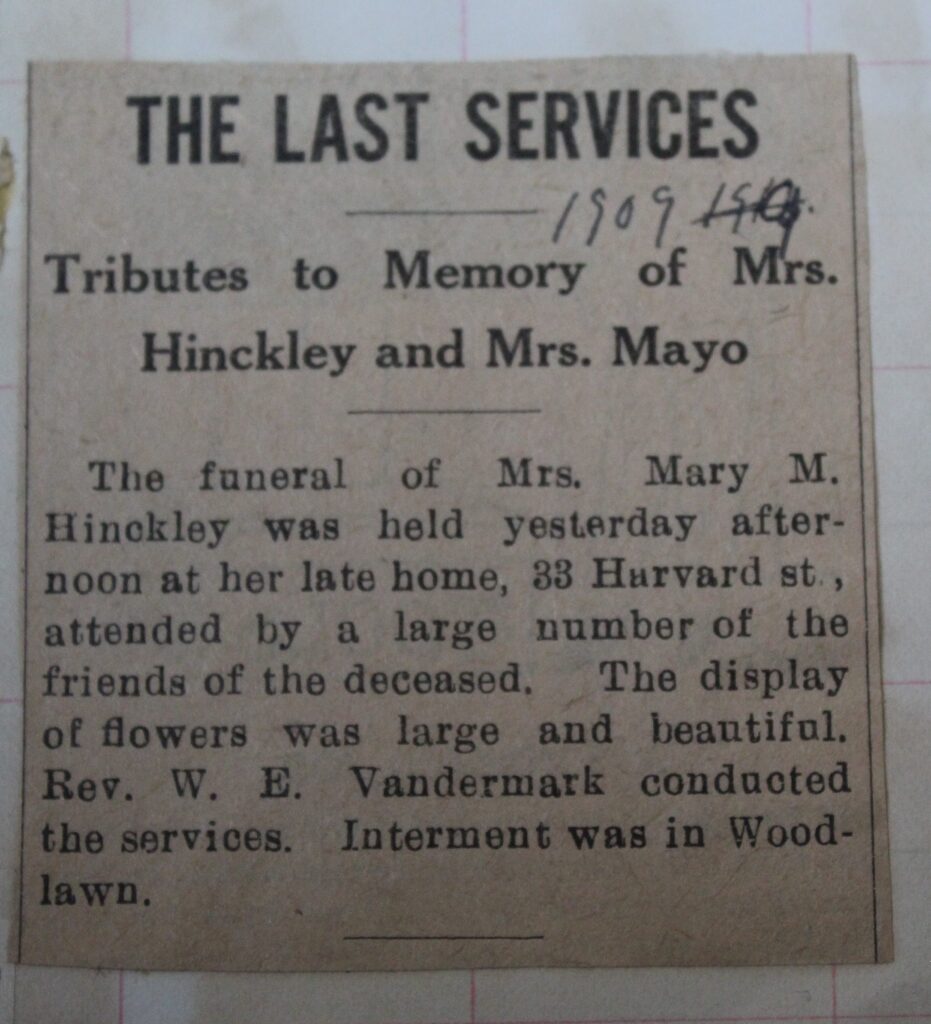 THE LAST SERVICES
1909
Tributes to Memory of Mrs.
Hinckley and Mrs. Mayo
The funeral of Mrs. Mary M.
Hinckley was held yesterday after-
noon at her late home, 33 Harvard st.,
attended by a large number of the
friends of the deceased. The display
of flowers was large and beautiful.
Rev. W. E. Vandermark conducted
the services. Interment was in Wood-
lawn.